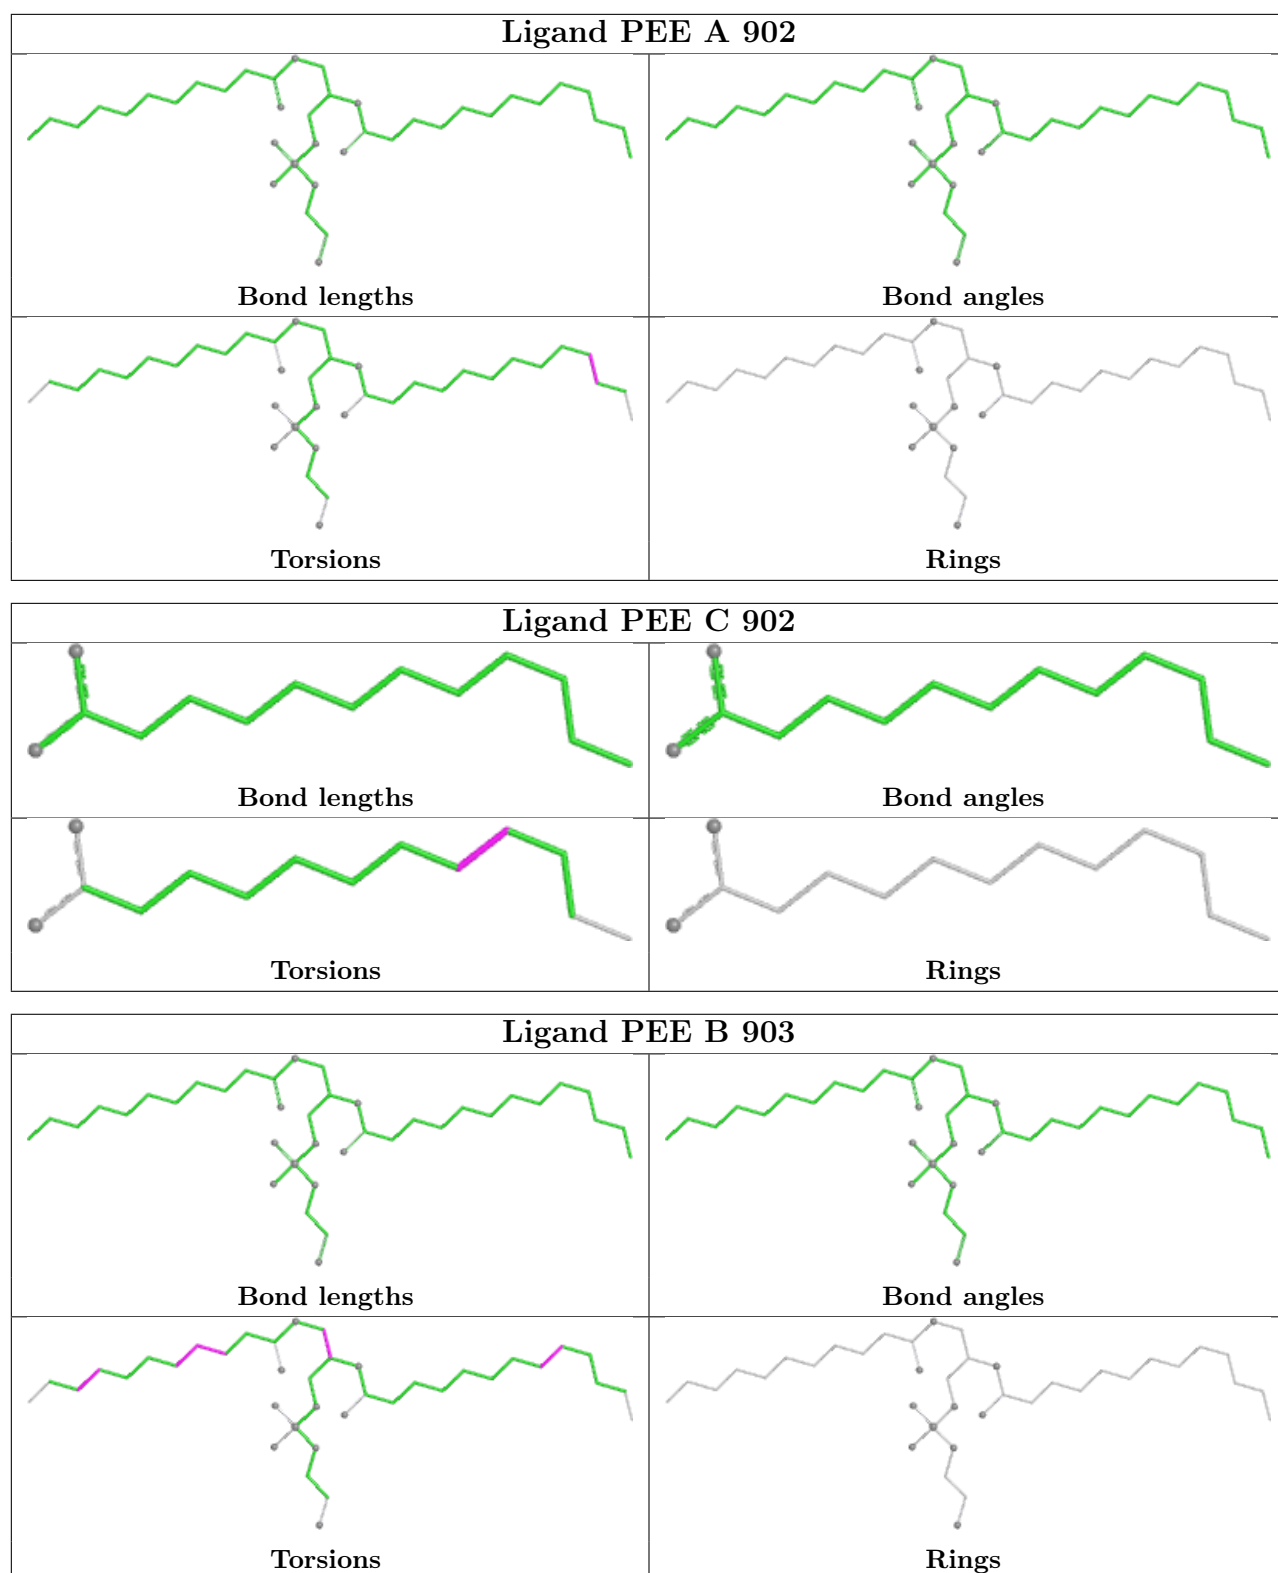 Ligand PEE A 902
Bond lengths
Bond angles
Torsions
Rings
Ligand PEE C 902
Bond lengths
Bond angles
Torsions
Rings
Ligand PEE B 903
Bond lengths
Bond angles
Torsions
Rings